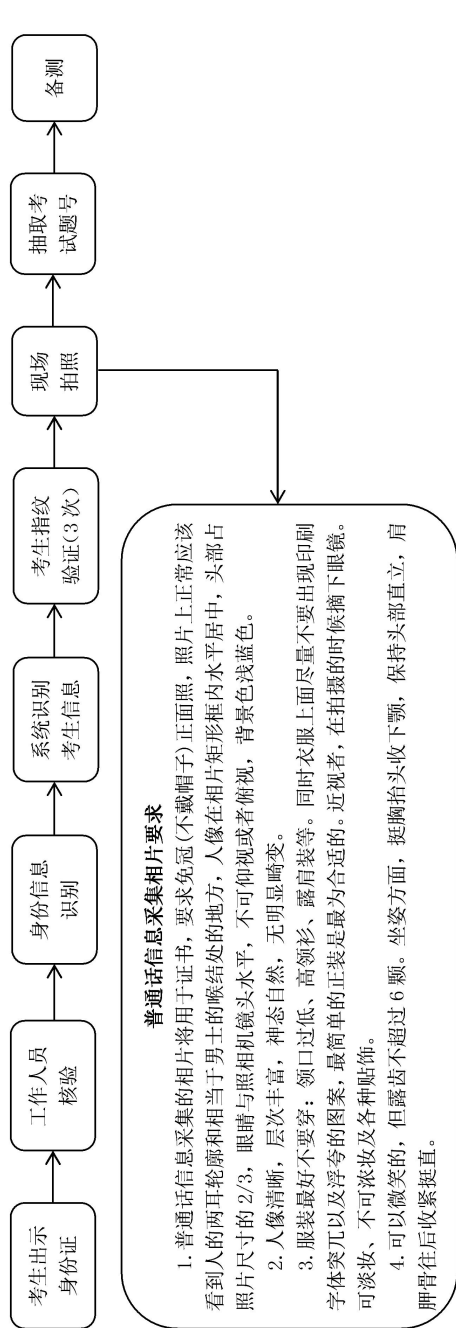 考生出示
身份证
工作人员
核验
身份信息
识别
系统识别
考生信息
考生指纹
验证(3 次)
现场
拍照
抽取考
试题号
备测
普通话信息采集相片要求
1.普通话信息采集的相片将用于证书,要求免冠(不戴帽子)正面照,照片上正常应该
看到人的两耳轮廓和相当于男士的喉结处的地方,人像在相片矩形框内水平居中,头部占
照片尺寸的 2/3,眼睛与照相机镜头水平,不可仰视或者俯视,背景色浅蓝色。
2.人像清晰,层次丰富,神态自然,无明显畸变。
3.服装最好不要穿:领口过低、高领衫、露肩装等。同时衣服上面尽量不要出现印刷
字体突兀以及浮夸的图案,最简单的正装是最为合适的。近视者,在拍摄的时候摘下眼镜。
可淡妆、不可浓妆及各种贴饰。
4.可以微笑的,但露齿不超过 6 颗。坐姿方面,挺胸抬头收下颚,保持头部直立,肩
胛骨往后收紧挺直。